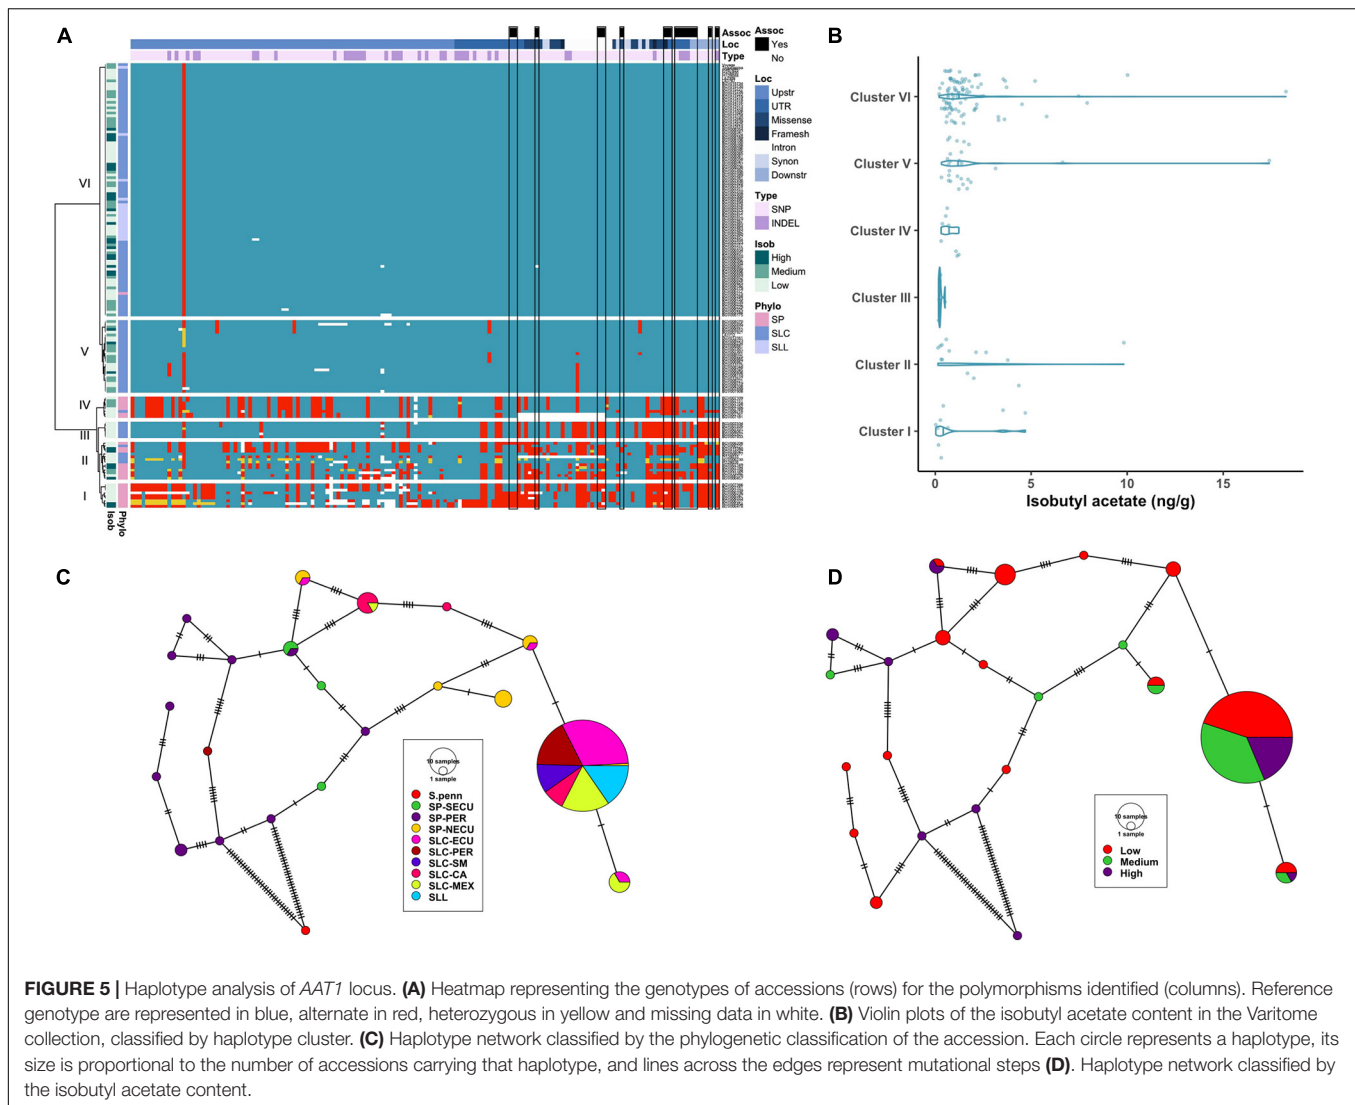 A
Assoc
Loc
Type
Assoc
Yes
No
Loc
Upstr
UTR
Missense
Framesh
Intron
Synon
Downstr
Type
SNP
INDEL
Isob
High
Medium
Low
Phylo
SP
SLC
SLL
VI
V
IV
III
II
I
Isob
Phylo
B
Cluster VI
Cluster V
Cluster IV
Cluster III
Cluster II
Cluster I
0
5
10
15
Isobutyl acetate (ng/g)
C
10 samples
1 sample
S.penn
SP-SECU
SP-PER
SP-NECU
SLC-ECU
SLC-PER
SLC-SM
SLC-CA
SLC-MEX
SLL
D
10 samples
1 sample
Low
Medium
High
FIGURE 5 | Haplotype analysis of AAT1 locus. (A) Heatmap representing the genotypes of accessions (rows) for the polymorphisms identified (columns). Reference
genotype are represented in blue, alternate in red, heterozygous in yellow and missing data in white. (B) Violin plots of the isobutyl acetate content in the Varitome
collection, classified by haplotype cluster. (C) Haplotype network classified by the phylogenetic classification of the accession. Each circle represents a haplotype, its
size is proportional to the number of accessions carrying that haplotype, and lines across the edges represent mutational steps (D). Haplotype network classified by
the isobutyl acetate content.